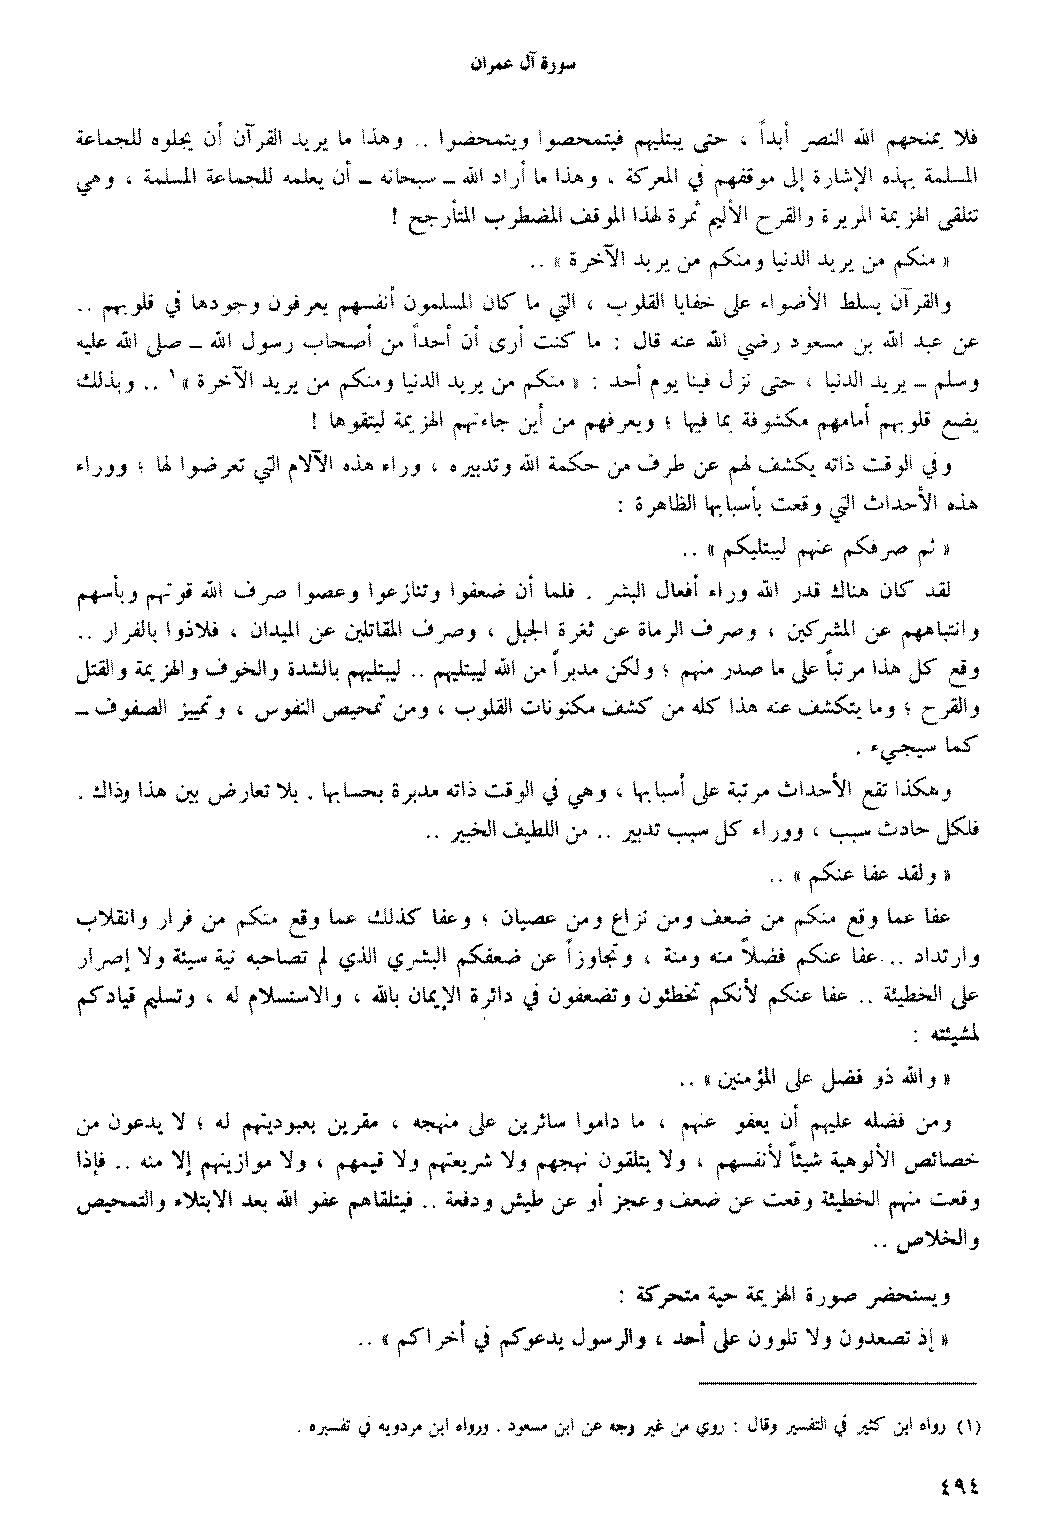 سورة آل عمران
فلا يمنحهم الله النصر أبداً ، حتى يبتليهم فيتمحصوا ويتمحضوا .. وهذا ما يريد القرآن أن يجلوه للجماعة
المسلمة بهذه الإشارة إلى موقفهم في المعركة ، وهذا ما أراد الله – سبحانه – أن يعلمه للجماعة المسلمة ، وهي
تتلقى الهزيمة المريرة والقرح الأليم ثمرة لهذا الموقف المضطرب المتأرجح !
« منكم من يريد الدنيا ومنكم من يريد الآخرة » ..
والقرآن يسلط الأضواء على خفايا القلوب ، التي ما كان المسلمون أنفسهم يعرفون وجودها في قلوبهم ..
عن عبد الله بن مسعود رضي الله عنه قال : ما كنت أرى أن أحداً من أصحاب رسول الله – صلى الله عليه
وسلم – يريد الدنيا ، حتى نزل فينا يوم أحد : « منكم من يريد الدنيا ومنكم من يريد الآخرة »١ .. وبذلك
يضع قلوبهم أمامهم مكشوفة بما فيها ؛ ويعرفهم من أين جاءتهم الهزيمة ليتقوها !
وفي الوقت ذاته يكشف لهم عن طرف من حكمة الله وتدبيره ، وراء هذه الآلام التي تعرضوا لها ؛ ووراء
هذه الأحداث التي وقعت بأسبابها الظاهرة :
« ثم صرفكم عنهم ليبتليكم » ..
لقد كان هناك قدر الله وراء أفعال البشر . فلما أن ضعفوا وتنازعوا وعصوا صرف الله قوتهم وبأسهم
وانتباههم عن المشركين ، وصرف الرماة عن ثغرة الجبل ، وصرف المقاتلين عن الميدان ، فلاذوا بالفرار ..
وقع كل هذا مرتباً على ما صدر منهم ؛ ولكن مدبراً من الله ليبتليهم .. ليبتليهم بالشدة والخوف والهزيمة والقتل
والقرح ؛ وما يتكشف عنه هذا كله من كشف مكنونات القلوب ، ومن تمحيص النفوس ، وتمييز الصفوف –
كما سيجيء .
وهكذا تقع الأحداث مرتبة على أسبابها ، وهي في الوقت ذاته مدبرة بحسابها . بلا تعارض بين هذا وذاك .
فلكل حادث سبب ، ووراء كل سبب تدبير .. من اللطيف الخبير ..
« ولقد عفا عنكم » ..
عفا عما وقع منكم من ضعف ومن نزاع ومن عصيان ؛ وعفا كذلك عما وقع منكم من فرار وانقلاب
وارتداد .. عفا عنكم فضلاً منه ومنة ، وتجاوزاً عن ضعفكم البشري الذي لم تصاحبه نية سيئة ولا إصرار
على الخطيئة .. عفا عنكم لأنكم تخطئون وتضعفون في دائرة الإيمان بالله ، والاستسلام له ، وتسليم قيادكم
لمشيئته :
« والله ذو فضل على المؤمنين » ..
ومن فضله عليهم أن يعفو عنهم ، ما داموا سائرين على منهجه ، مقرين بعبوديتهم له ؛ لا يدعون من
خصائص الألوهية شيئاً لأنفسهم ، ولا يتلقون نهجهم ولا شريعتهم ولا قيمهم ، ولا موازينهم إلا منه .. فإذا
وقعت منهم الخطيئة وقعت عن ضعف وعجز أو عن طيش ودفعة .. فيتلقاهم عفو الله بعد الابتلاء والتمحيص
والخلاص ..
ويستحضر صورة الهزيمة حية متحركة :
« إذ تصعدون ولا تلوون على أحد ، والرسول يدعوكم في أخراكم » ..
(١) رواه ابن كثير في التفسير وقال : روي من غير وجه عن ابن مسعود . ورواه ابن مردويه في تفسيره .
٤٩٤